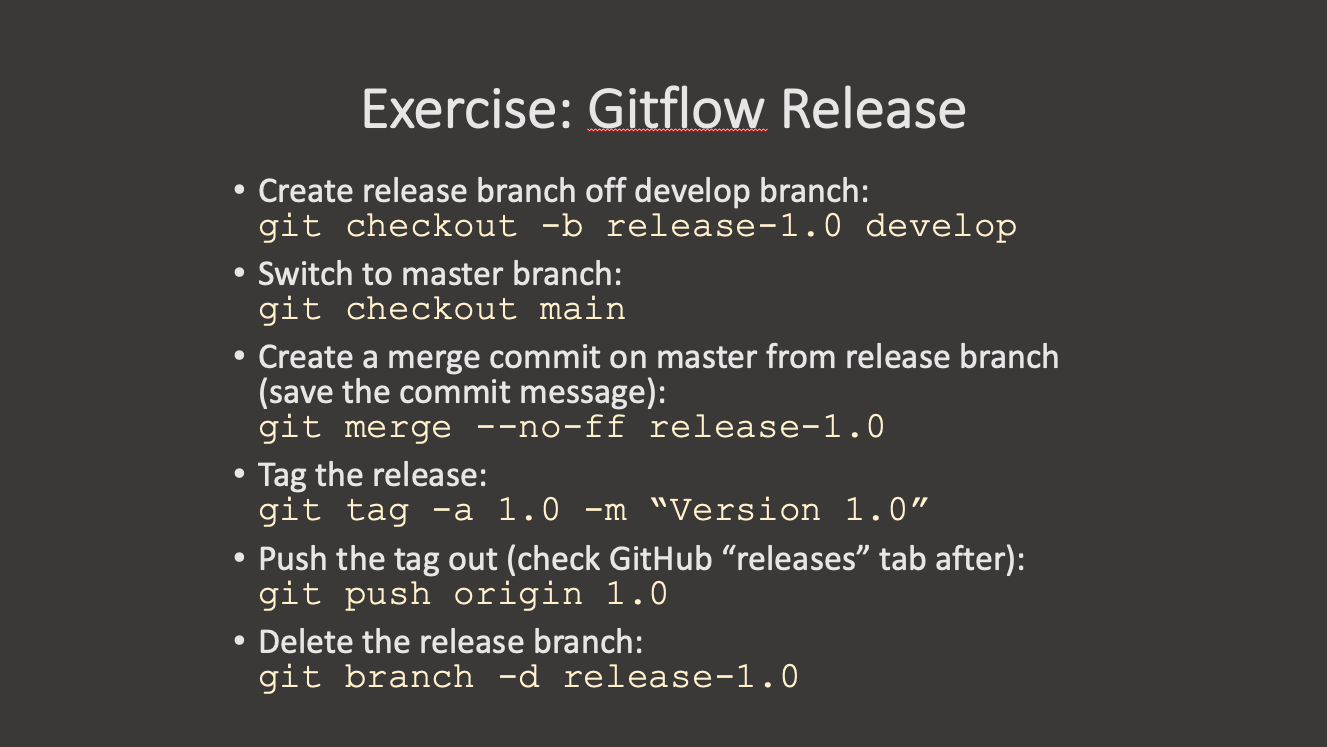 Exercise: Gitflow Release
• Create release branch off develop branch:
git checkout -b release-1.0 develop
• Switch to master branch:
git checkout main
• Create a merge commit on master from release branch
(save the commit message):
git merge --no-ff release-1.0
• Tag the release:
git tag -a 1.0 -m “Version 1.0”
• Push the tag out (check GitHub “releases” tab after):
git push origin 1.0
• Delete the release branch:
git branch -d release-1.0